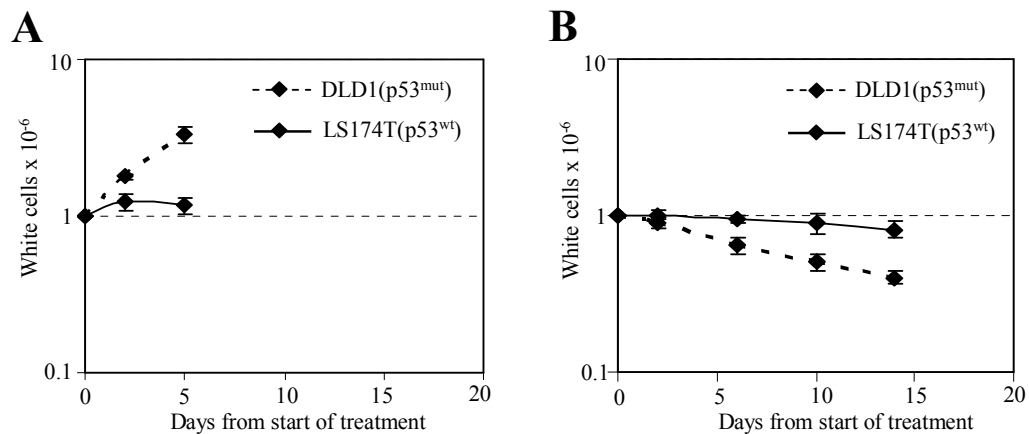 A
White cells x 10-6
10
1
0.1
DLD1(p53mut)
LS174T(p53wt)
0 5 10 15 20
Days from start of treatment
B
White cells x 10-6
10
1
0.1
DLD1(p53mut)
LS174T(p53wt)
0 5 10 15 20
Days from start of treatment